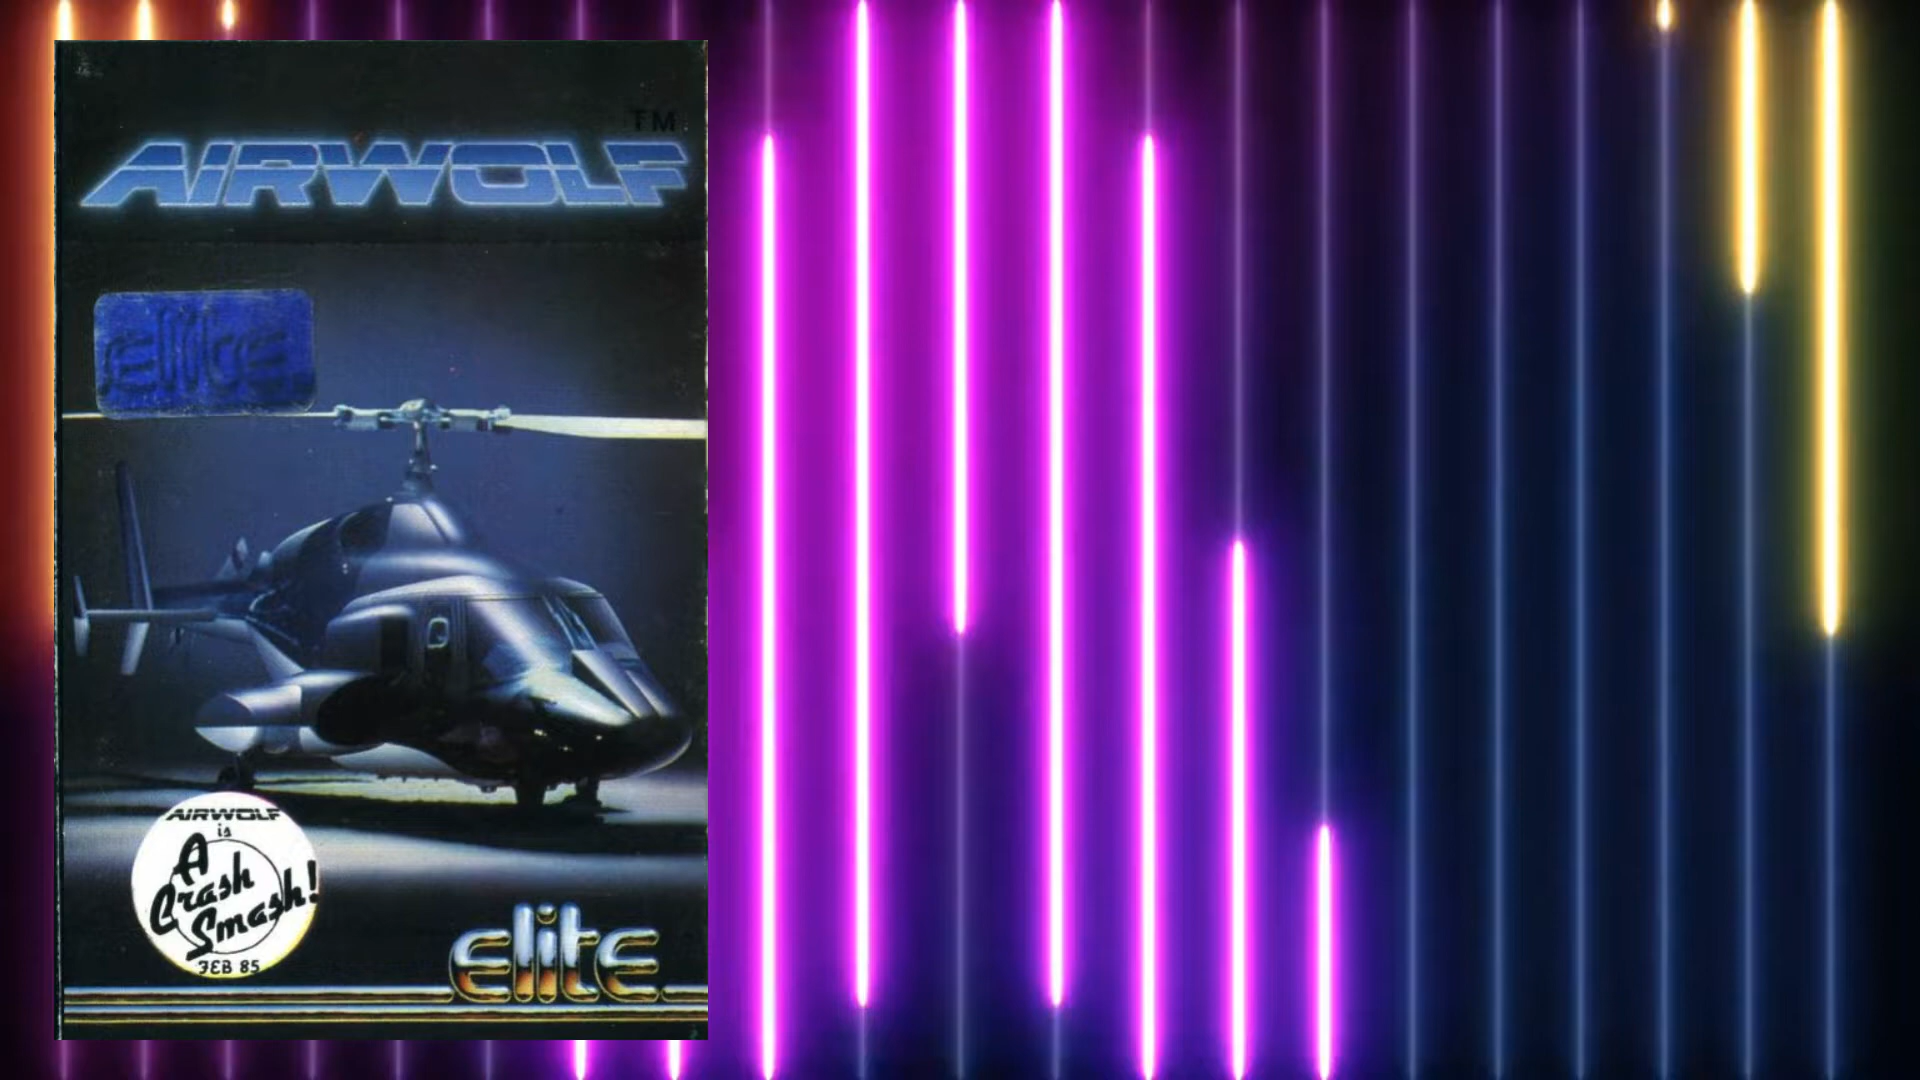 TM
AIRWOLF
elite
AIRWOLF
is
A
Crash
Smash!
FEB 85
elite